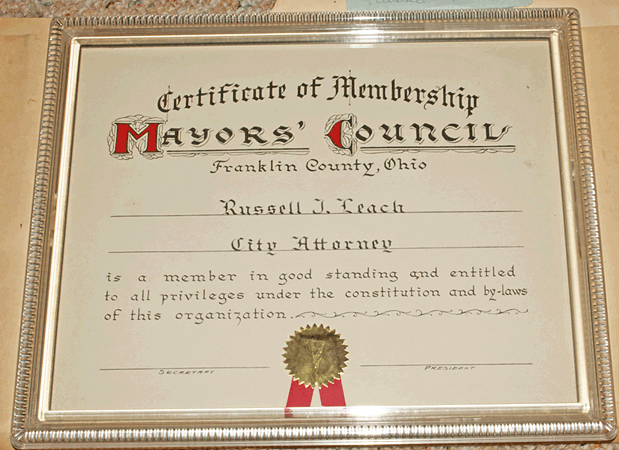 Certificate of Membership
MAYORS' COUNCIL
Franklin County, Ohio
Russell J. Leach
City Attorney
is a member in good standing and entitled
to all privileges under the constitution and by-laws
of this organization.
SECRETARY PRESIDENT